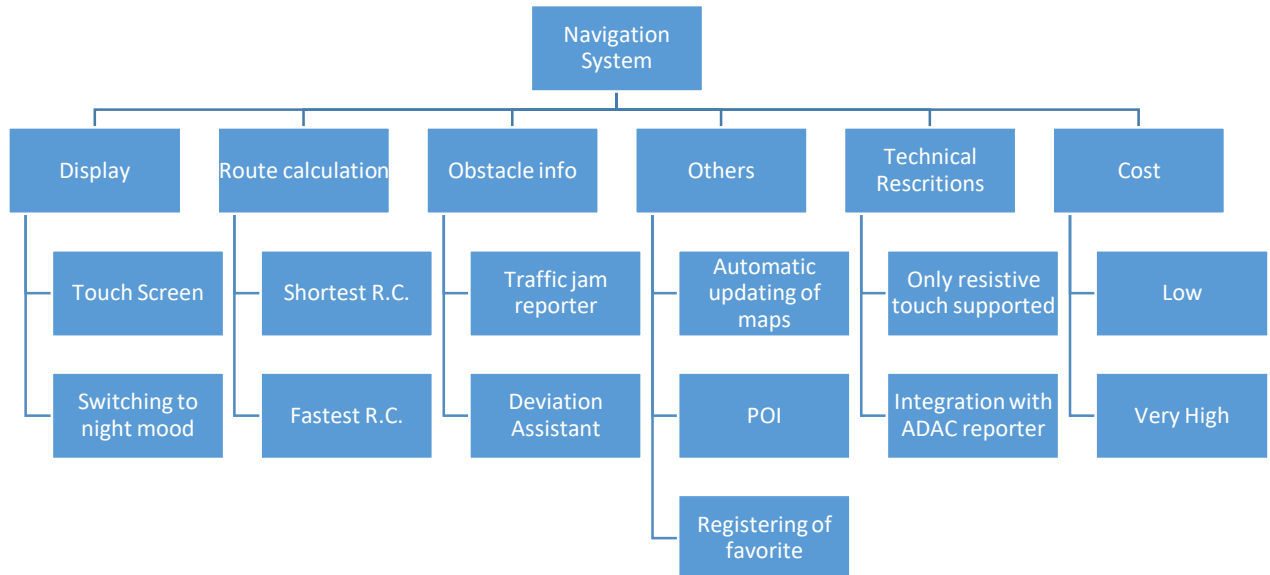 Navigation
System
Display
Route calculation
Obstacle info
Others
Technical
Rescritions
Cost
Touch Screen
Shortest R.C.
Traffic jam
reporter
Automatic
updating of
maps
Only resistive
touch supported
Low
Switching to
night mood
Fastest R.C.
Deviation
Assistant
POI
Integration with
ADAC reporter
Very High
Registering of
favorite